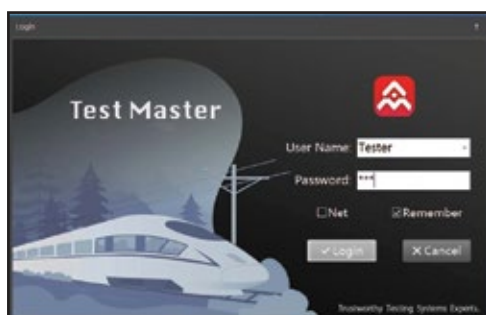 Login
Test Master
User Name: Tester
Password: ***
Net Remember
Login Cancel
Trustworthy Testing Systems Experts.